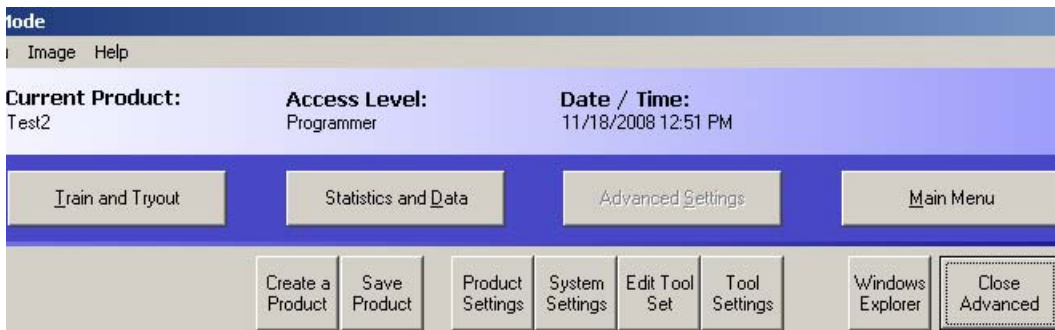 Mode
Image Help
Current Product: Access Level: Date / Time:
Test2 Programmer 11/18/2008 12:51 PM
Train and Tryout Statistics and Data Advanced Settings Main Menu
Create a Save Product System Edit Tool Tool Windows Close
Product Product Settings Settings Set Settings Explorer Advanced